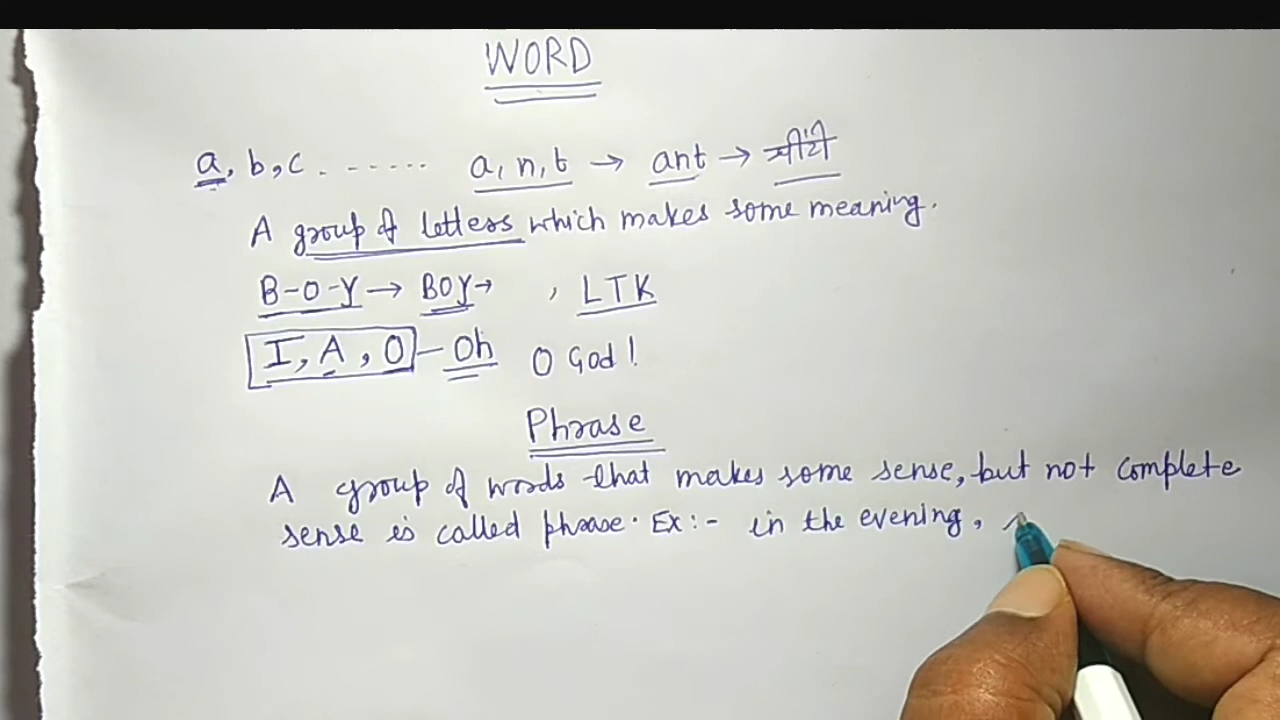 WORD
a, b, c . - - - - - . a, n, t → ant → चींटी
A group of letters which makes some meaning.
B-O-Y → BOY → , LTK
I, A, O - Oh O God!
Phrase
A group of words that makes some sense, but not complete
sense is called phrase. Ex:- in the evening,